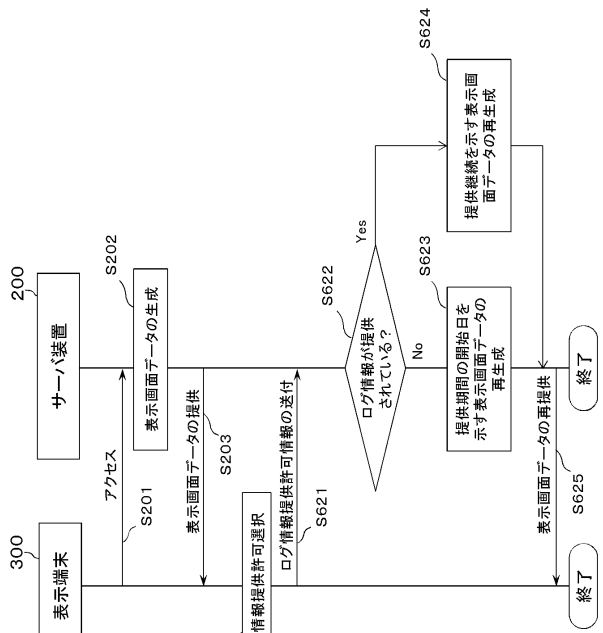 300
表示端末
200
サーバ装置
アクセス
S201
S202
表示画面データの生成
表示画面データの提供
S203
情報提供許可選択
ログ情報提供許可情報の送付
S621
S622
ログ情報が提供
されている？
Yes
No
S623
提供期間の開始日を
示す表示画面データの
再生成
S624
提供継続を示す表示画
面データの再生成
表示画面データの再提供
S625
終了
終了